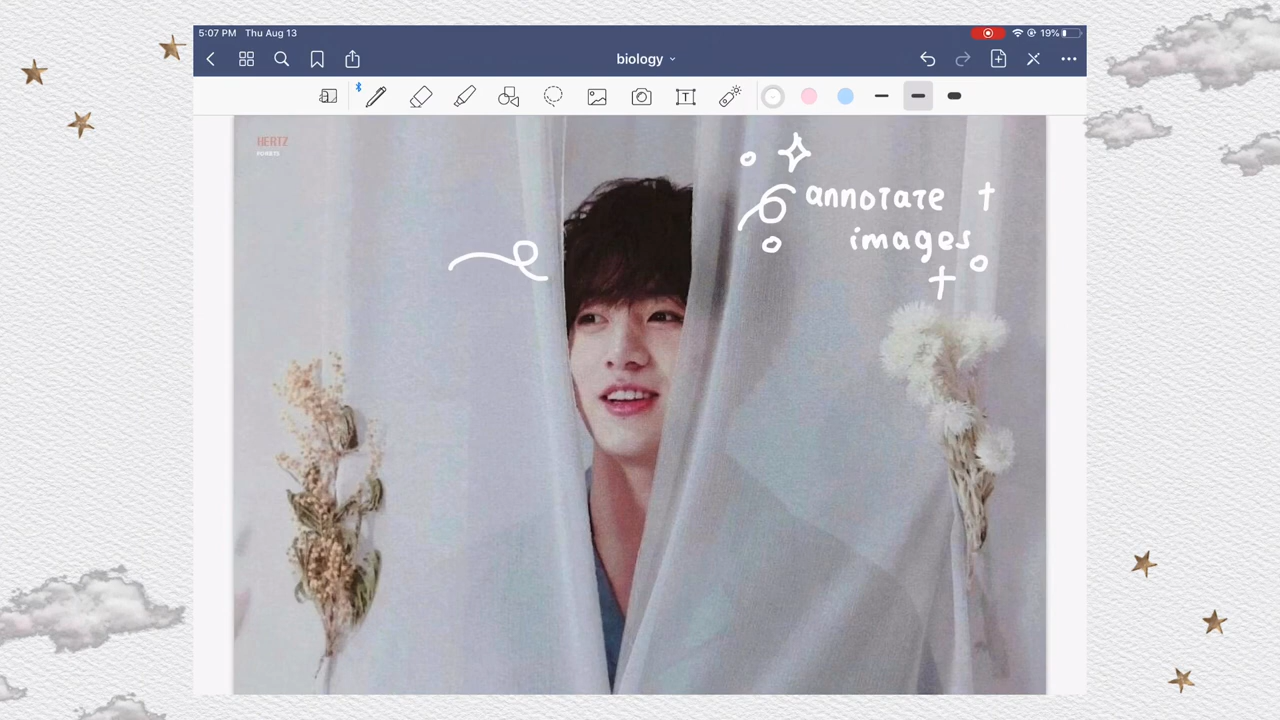 5:07 PM Thu Aug 13
19%
biology
T
HERTZ
annotate
images